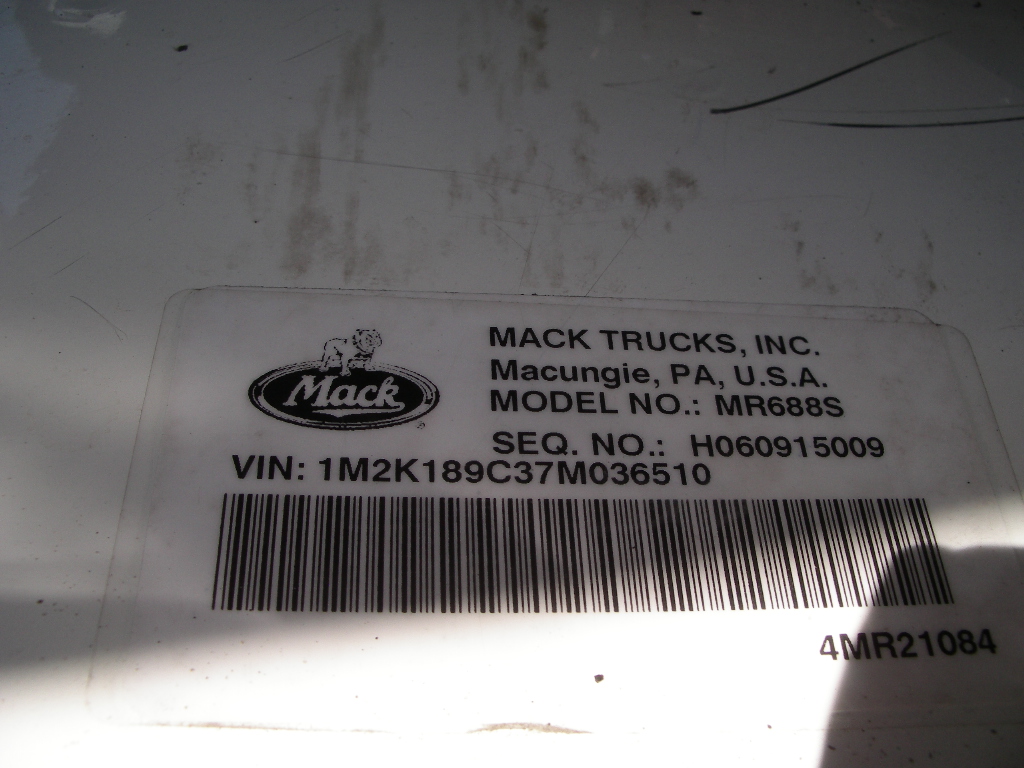 Mack
MACK TRUCKS, INC.
Macungie, PA, U.S.A.
MODEL NO.: MR688S
SEQ. NO.: H060915009
VIN: 1M2K189C37M036510
4MR21084